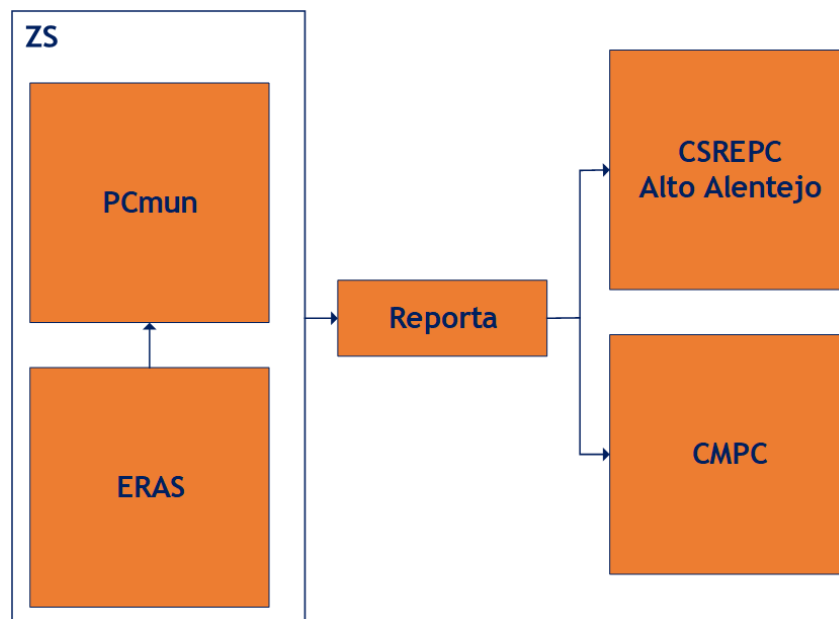 ZS
PCmun
ERAS
Reporta
CSREPC
Alto Alentejo
CMPC